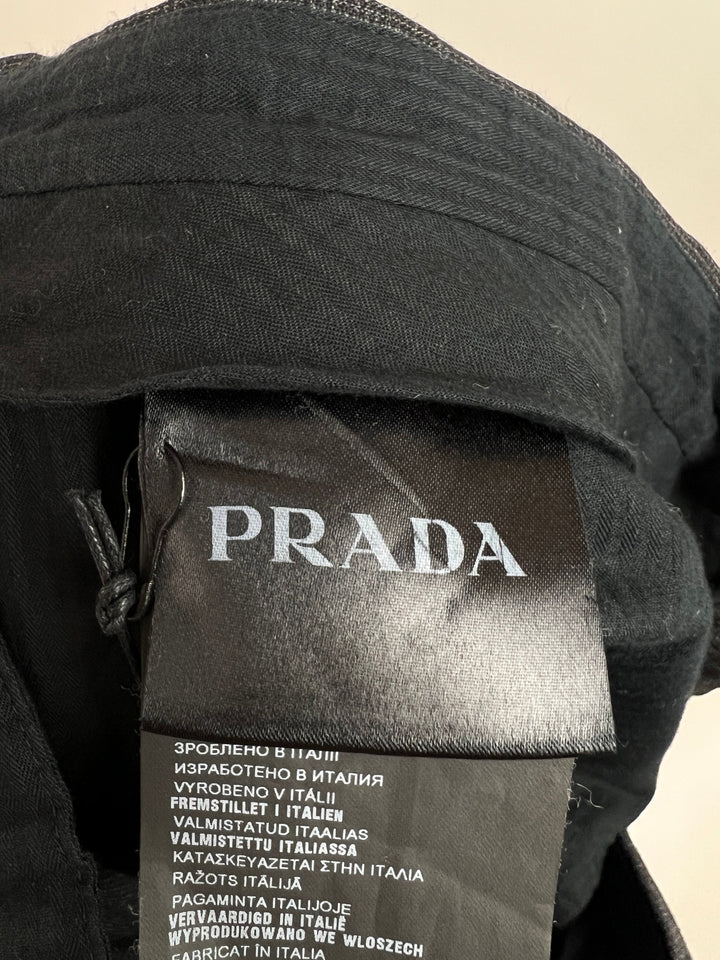 PRADA
ЗРОБЛЕНО В ІТАЛІЇ
ИЗРАБОТЕНО В ИТАЛИЯ
VYROBENO V ITÁLII
FREMSTILLET I ITALIEN
VALMISTATUD ITAALIAS
VALMISTETTU ITALIASSA
ΚΑΤΑΣΚΕΥΑΖΕΤΑΙ ΣΤΗΝ ΙΤΑΛΙΑ
RAŽOTS ITĀLIJĀ
PAGAMINTA ITALIJOJE
VERVAARDIGD IN ITALIË
WYPRODUKOWANO WE WLOSZECH
FABRICAT ÎN ITALIA